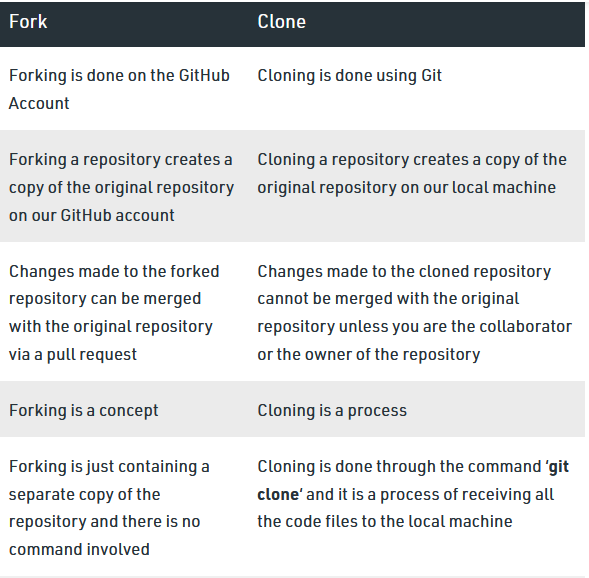 Fork Clone
Forking is done on the GitHub
Account
Cloning is done using Git
Forking a repository creates a
copy of the original repository
on our GitHub account
Cloning a repository creates a copy of the
original repository on our local machine
Changes made to the forked
repository can be merged
with the original repository
via a pull request
Changes made to the cloned repository
cannot be merged with the original
repository unless you are the collaborator
or the owner of the repository
Forking is a concept
Cloning is a process
Forking is just containing a
separate copy of the
repository and there is no
command involved
Cloning is done through the command ‘git
clone‘ and it is a process of receiving all
the code files to the local machine